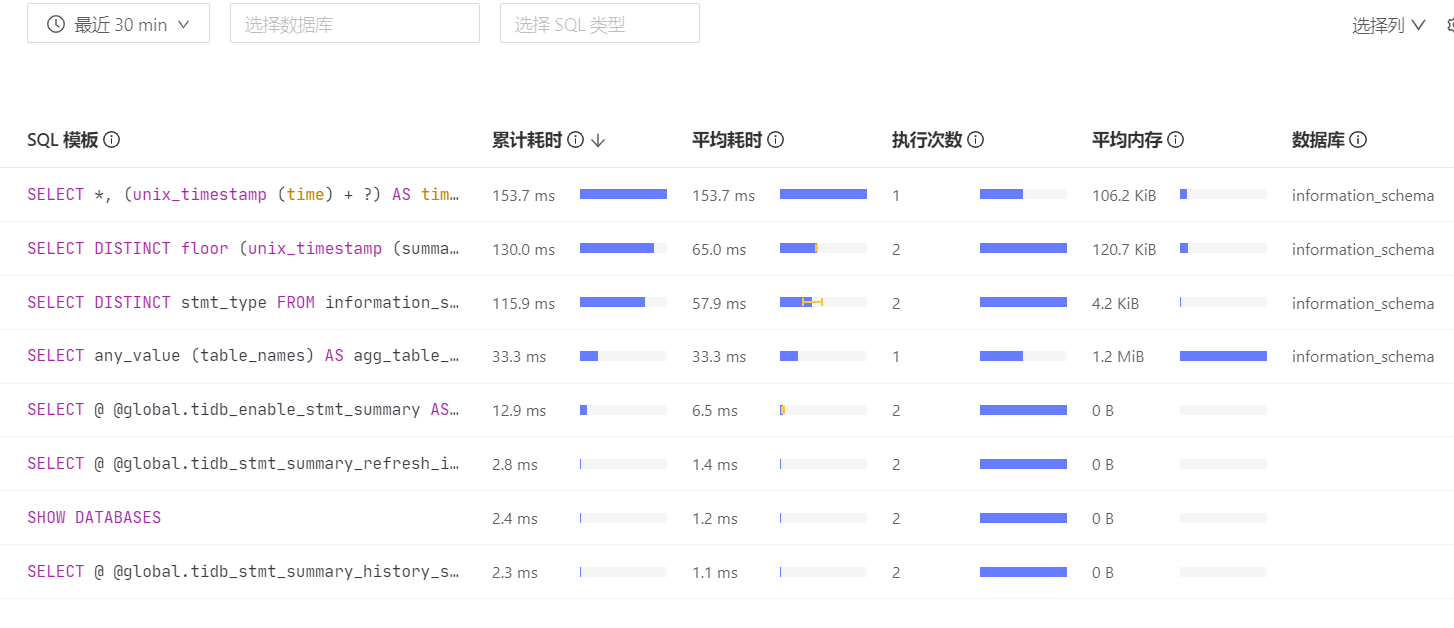 最近 30 min 选择数据库 选择 SQL 类型 选择列
SQL 模板 累计耗时 平均耗时 执行次数 平均内存 数据库
SELECT *, (unix_timestamp (time) + ?) AS tim… 153.7 ms 153.7 ms 1 106.2 KiB information_schema
SELECT DISTINCT floor (unix_timestamp (summa… 130.0 ms 65.0 ms 2 120.7 KiB information_schema
SELECT DISTINCT stmt_type FROM information_s… 115.9 ms 57.9 ms 2 4.2 KiB information_schema
SELECT any_value (table_names) AS agg_table_… 33.3 ms 33.3 ms 1 1.2 MiB information_schema
SELECT @ @global.tidb_enable_stmt_summary AS… 12.9 ms 6.5 ms 2 0 B
SELECT @ @global.tidb_stmt_summary_refresh_i… 2.8 ms 1.4 ms 2 0 B
SHOW DATABASES 2.4 ms 1.2 ms 2 0 B
SELECT @ @global.tidb_stmt_summary_history_s… 2.3 ms 1.1 ms 2 0 B